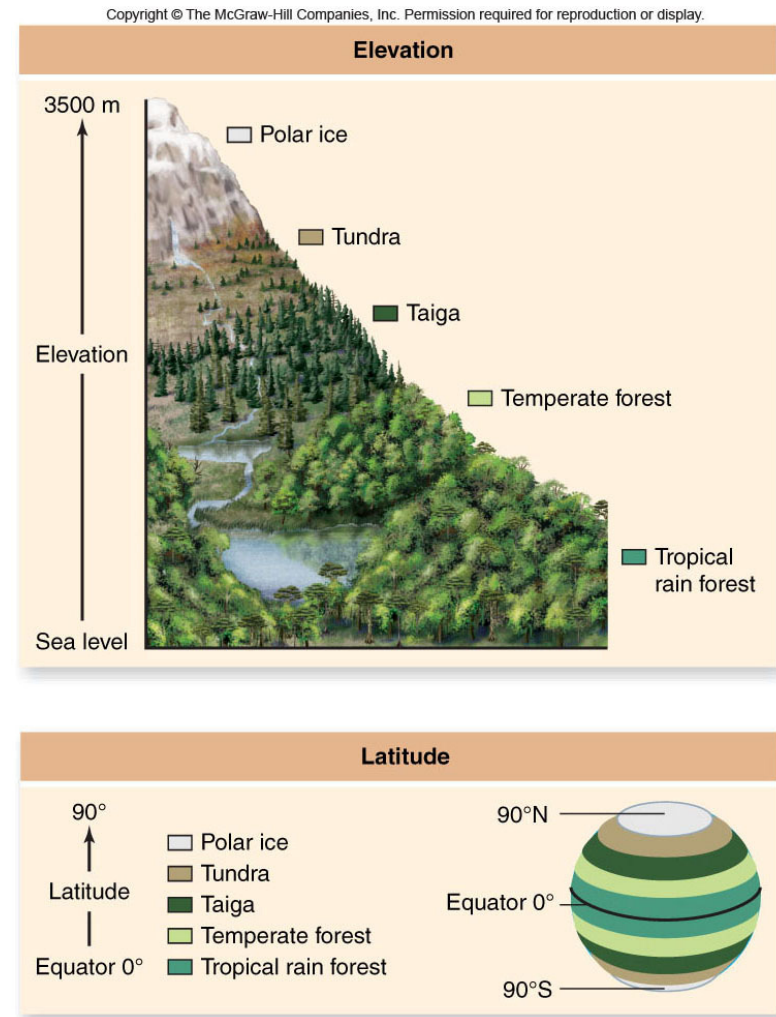 Copyright © The McGraw-Hill Companies, Inc. Permission required for reproduction or display.
Elevation
3500 m
Polar ice
Tundra
Taiga
Elevation
Temperate forest
Tropical
rain forest
Sea level
Latitude
90°
Latitude
Equator 0°
Polar ice
Tundra
Taiga
Temperate forest
Tropical rain forest
90°N
Equator 0°
90°S